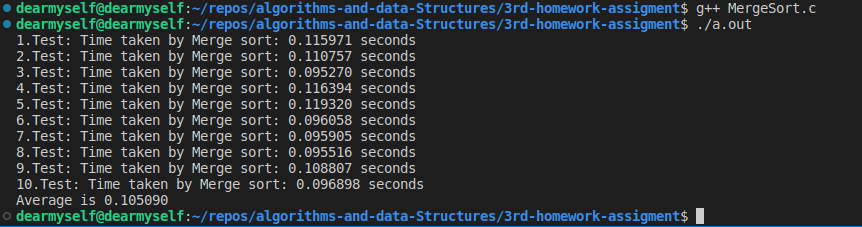 dearmyself@dearmyself:~/repos/algorithms-and-data-Structures/3rd-homework-assigment$ g++ MergeSort.c
dearmyself@dearmyself:~/repos/algorithms-and-data-Structures/3rd-homework-assigment$ ./a.out
1.Test: Time taken by Merge sort: 0.115971 seconds
2.Test: Time taken by Merge sort: 0.110757 seconds
3.Test: Time taken by Merge sort: 0.095270 seconds
4.Test: Time taken by Merge sort: 0.116394 seconds
5.Test: Time taken by Merge sort: 0.119320 seconds
6.Test: Time taken by Merge sort: 0.096058 seconds
7.Test: Time taken by Merge sort: 0.095905 seconds
8.Test: Time taken by Merge sort: 0.095516 seconds
9.Test: Time taken by Merge sort: 0.108807 seconds
10.Test: Time taken by Merge sort: 0.096898 seconds
Average is 0.105090
dearmyself@dearmyself:~/repos/algorithms-and-data-Structures/3rd-homework-assigment$